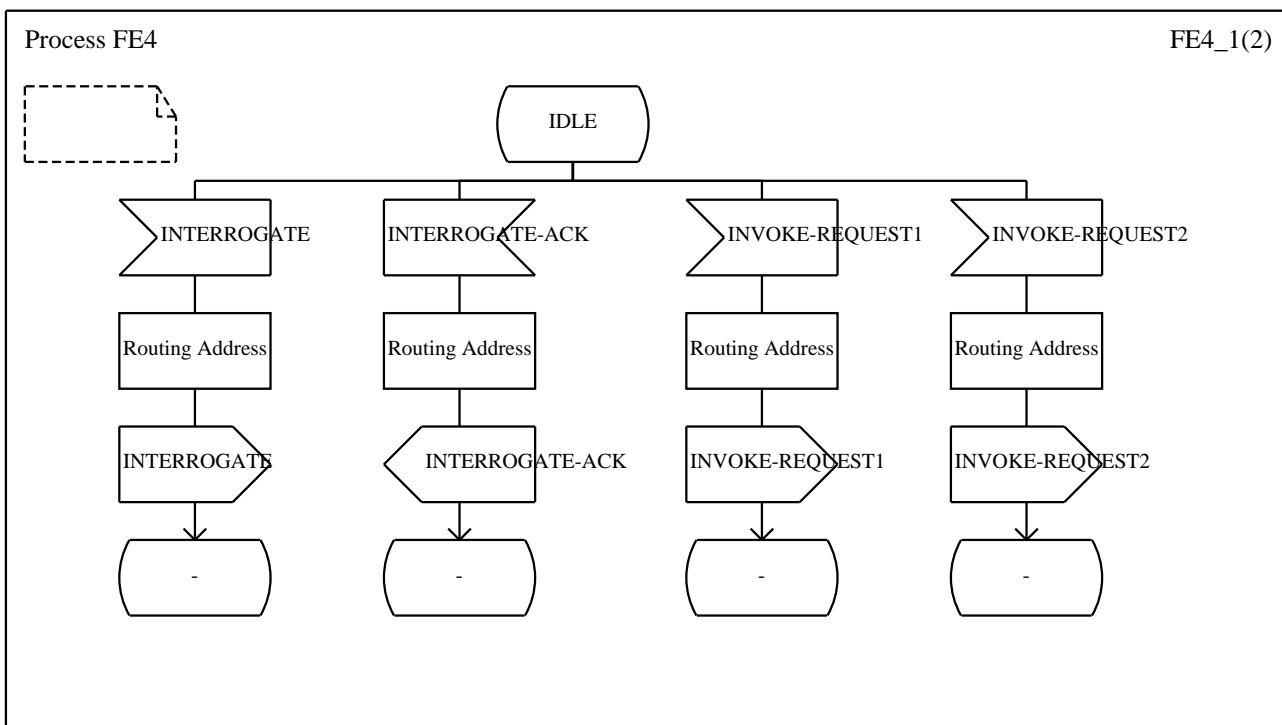 Process FE4
FE4_1(2)
IDLE
INTERROGATE
INTERROGATE-ACK
INVOKE-REQUEST1
INVOKE-REQUEST2
Routing Address
Routing Address
Routing Address
Routing Address
INTERROGATE
INTERROGATE-ACK
INVOKE-REQUEST1
INVOKE-REQUEST2
-
-
-
-